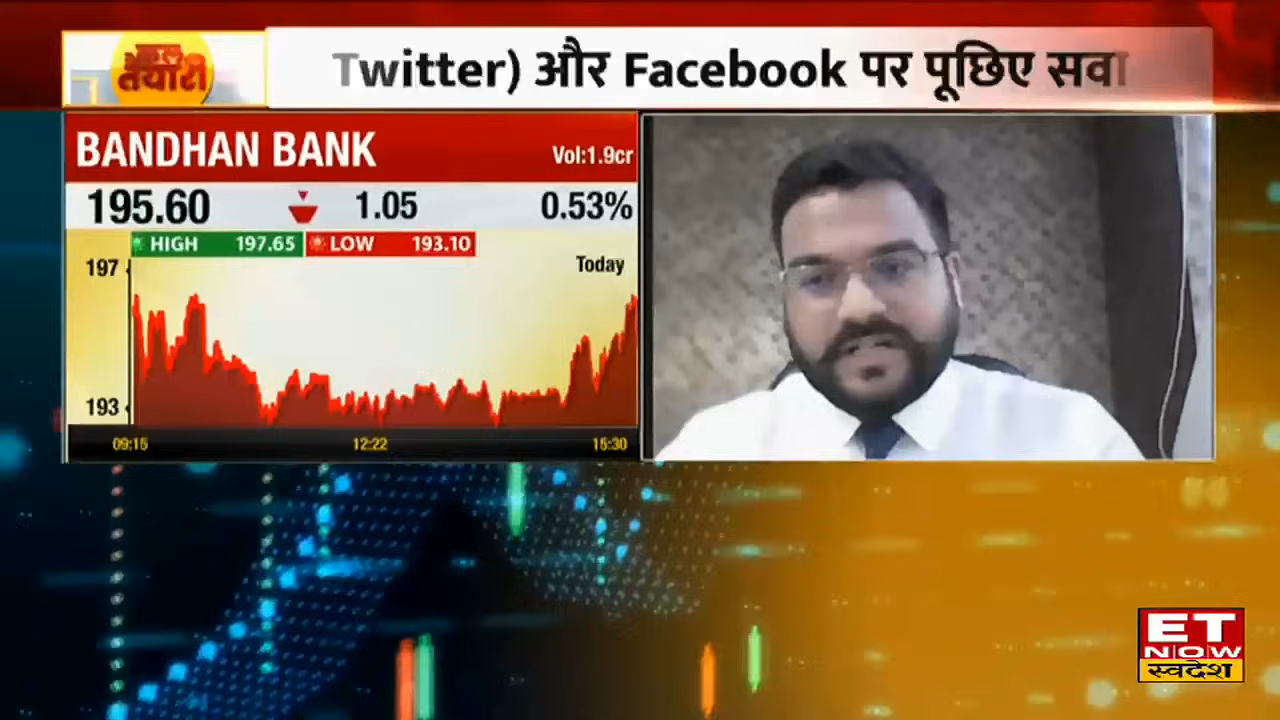 तैयारी
Twitter) और Facebook पर पूछिए सवा
BANDHAN BANK
Vol:1.9cr
195.60 1.05 0.53%
HIGH 197.65 LOW 193.10
Today
197
193
09:15 12:22 15:30
ET
NOW
स्वदेश